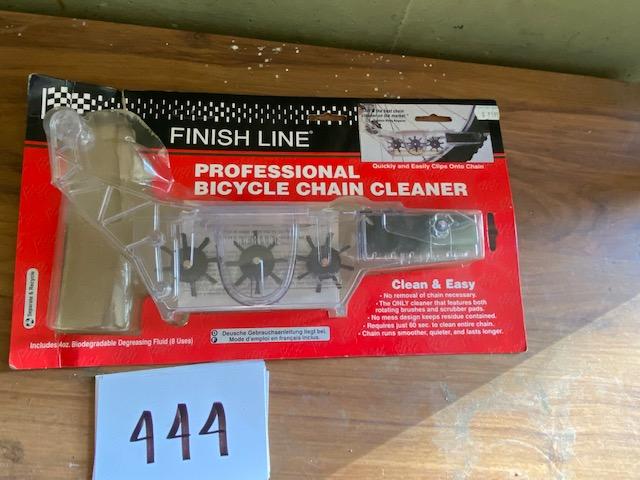 FINISH LINE®
PROFESSIONAL
BICYCLE CHAIN CLEANER
Quickly and Easily Clips Onto Chain
Clean & Easy
• No removal of chain necessary.
• The ONLY cleaner that features both
rotating brushes and scrubber pads.
• No mess design keeps residue contained.
• Requires just 60 sec. to clean entire chain.
• Chain runs smoother, quieter, and lasts longer.
Separate & Recycle
D Deusche Gebrauchsanleitung liegt bei.
F Mode d'emploi en français inclus.
Includes 4oz. Biodegradable Degreasing Fluid (8 Uses)
444